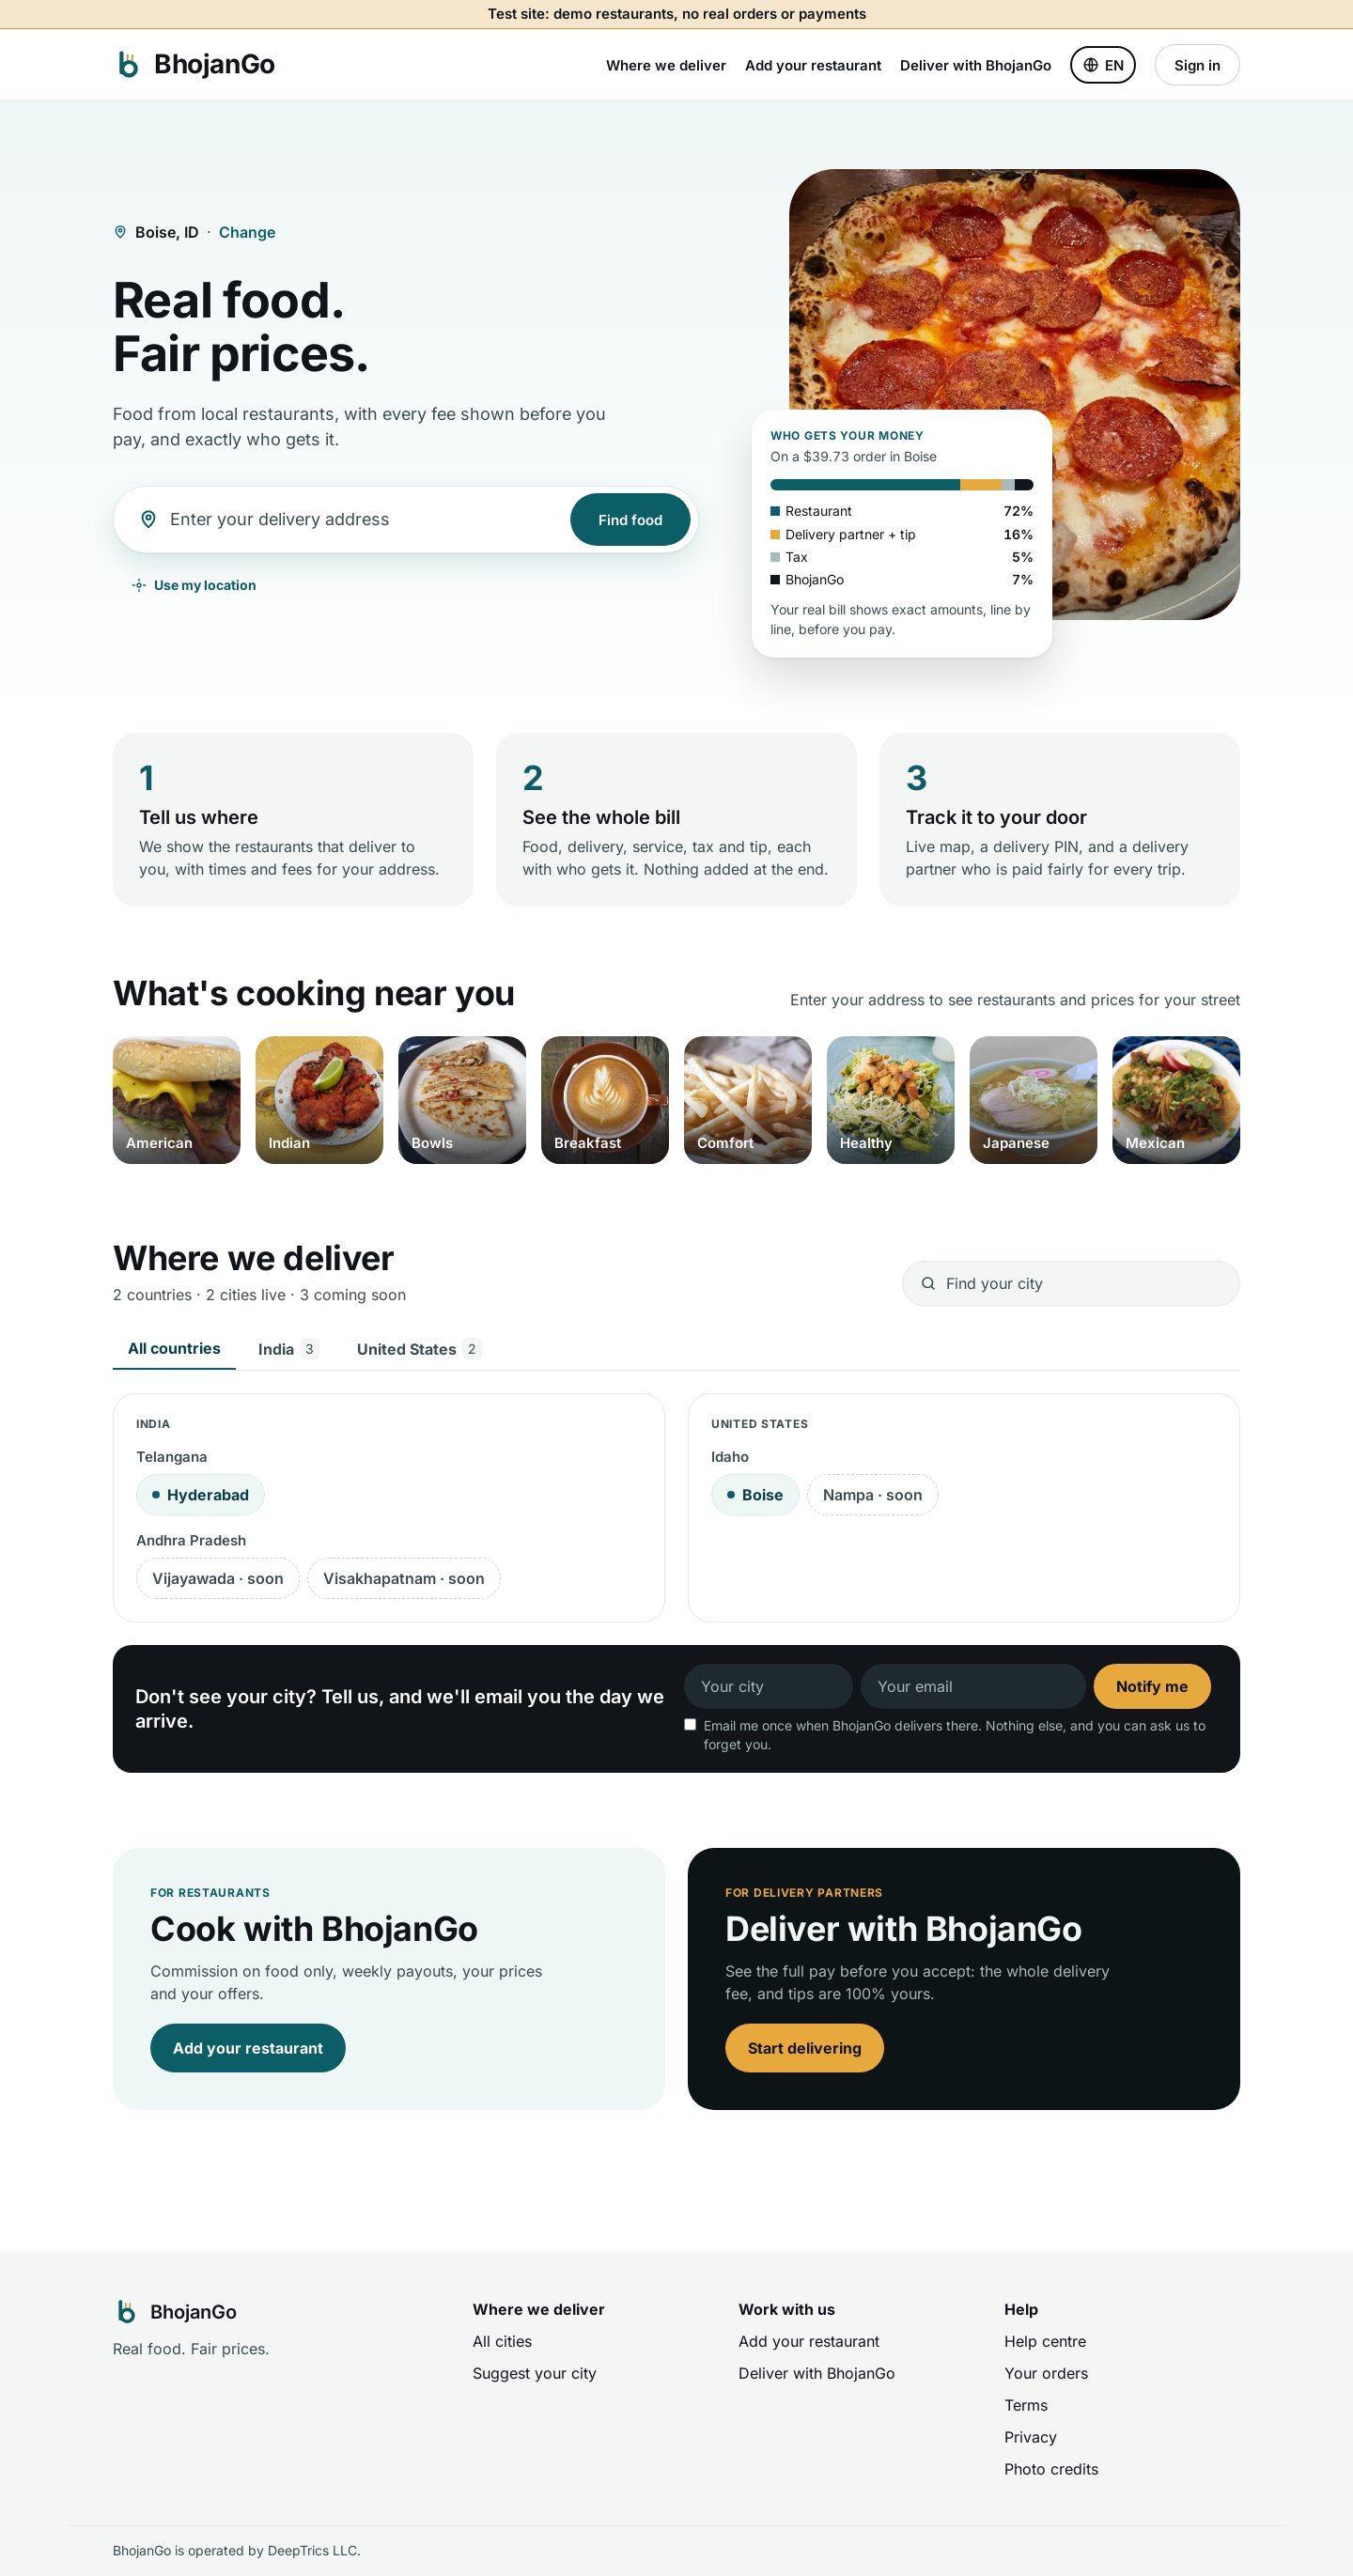 Test site: demo restaurants, no real orders or payments
BhojanGo
Where we deliver
Add your restaurant
Deliver with BhojanGo
EN
Sign in
Boise, ID · Change
Real food.
Fair prices.
Food from local restaurants, with every fee shown before you
pay, and exactly who gets it.
Enter your delivery address
Find food
Use my location
WHO GETS YOUR MONEY
On a $39.73 order in Boise
Restaurant 72%
Delivery partner + tip 16%
Tax 5%
BhojanGo 7%
Your real bill shows exact amounts, line by
line, before you pay.
1
Tell us where
We show the restaurants that deliver to
you, with times and fees for your address.
2
See the whole bill
Food, delivery, service, tax and tip, each
with who gets it. Nothing added at the end.
3
Track it to your door
Live map, a delivery PIN, and a delivery
partner who is paid fairly for every trip.
What's cooking near you
Enter your address to see restaurants and prices for your street
American
Indian
Bowls
Breakfast
Comfort
Healthy
Japanese
Mexican
Where we deliver
2 countries · 2 cities live · 3 coming soon
Find your city
All countries
India 3
United States 2
INDIA
Telangana
Hyderabad
Andhra Pradesh
Vijayawada · soon
Visakhapatnam · soon
UNITED STATES
Idaho
Boise
Nampa · soon
Don't see your city? Tell us, and we'll email you the day we
arrive.
Your city
Your email
Notify me
Email me once when BhojanGo delivers there. Nothing else, and you can ask us to
forget you.
FOR RESTAURANTS
Cook with BhojanGo
Commission on food only, weekly payouts, your prices
and your offers.
Add your restaurant
FOR DELIVERY PARTNERS
Deliver with BhojanGo
See the full pay before you accept: the whole delivery
fee, and tips are 100% yours.
Start delivering
BhojanGo
Real food. Fair prices.
Where we deliver
All cities
Suggest your city
Work with us
Add your restaurant
Deliver with BhojanGo
Help
Help centre
Your orders
Terms
Privacy
Photo credits
BhojanGo is operated by DeepTrics LLC.